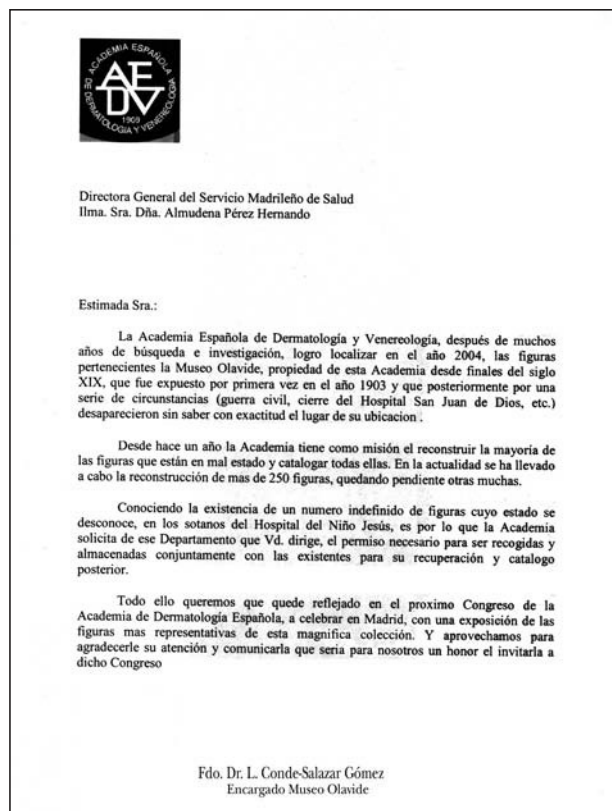 ACADEMIA ESPAÑOLA
DE DERMATOLOGIA Y VENEREOLOGIA
AE
DV
1909
Directora General del Servicio Madrileño de Salud
Ilma. Sra. Dña. Almudena Pérez Hernando
Estimada Sra.:
La Academia Española de Dermatología y Venereología, después de muchos
años de búsqueda e investigación, logro localizar en el año 2004, las figuras
pertenecientes la Museo Olavide, propiedad de esta Academia desde finales del siglo
XIX, que fue expuesto por primera vez en el año 1903 y que posteriormente por una
serie de circunstancias (guerra civil, cierre del Hospital San Juan de Dios, etc.)
desaparecieron sin saber con exactitud el lugar de su ubicacion .
Desde hace un año la Academia tiene como misión el reconstruir la mayoría de
las figuras que están en mal estado y catalogar todas ellas. En la actualidad se ha llevado
a cabo la reconstrucción de mas de 250 figuras, quedando pendiente otras muchas.
Conociendo la existencia de un numero indefinido de figuras cuyo estado se
desconoce, en los sotanos del Hospital del Niño Jesús, es por lo que la Academia
solicita de ese Departamento que Vd. dirige, el permiso necesario para ser recogidas y
almacenadas conjuntamente con las existentes para su recuperación y catalogo
posterior.
Todo ello queremos que quede reflejado en el proximo Congreso de la
Academia de Dermatología Española, a celebrar en Madrid, con una exposición de las
figuras mas representativas de esta magnifica colección. Y aprovechamos para
agradecerle su atención y comunicarla que seria para nosotros un honor el invitarla a
dicho Congreso
Fdo. Dr. L. Conde-Salazar Gómez
Encargado Museo Olavide